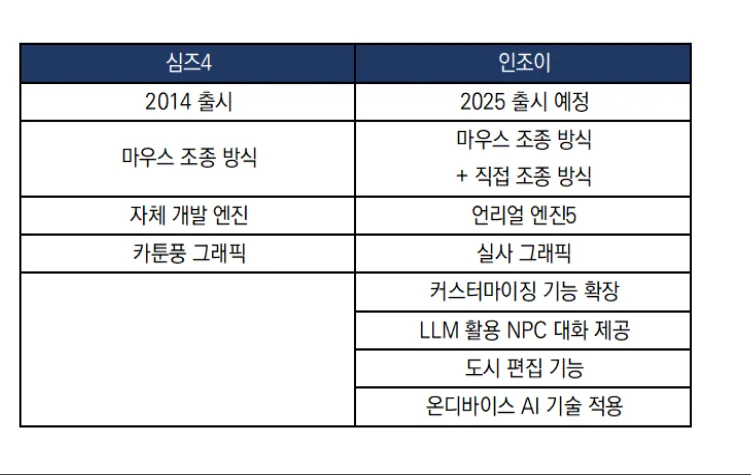 심즈4 인조이
2014 출시 2025 출시 예정
마우스 조종 방식 마우스 조종 방식
+ 직접 조종 방식
자체 개발 엔진 언리얼 엔진5
카툰풍 그래픽 실사 그래픽
커스터마이징 기능 확장
LLM 활용 NPC 대화 제공
도시 편집 기능
온디바이스 AI 기술 적용